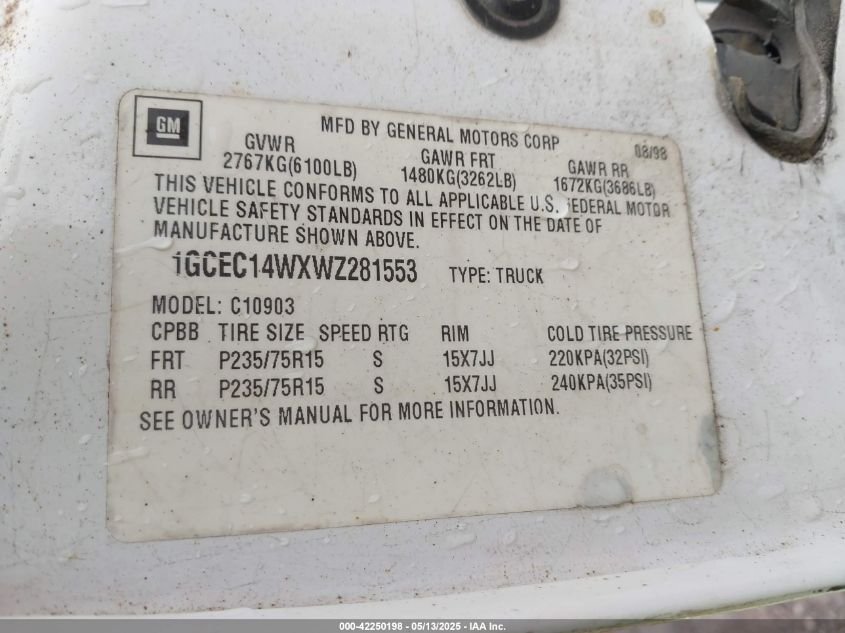 GM
MFD BY GENERAL MOTORS CORP 08/98
GVWR GAWR FRT GAWR RR
2767KG(6100LB) 1480KG(3262LB) 1672KG(3686LB)
THIS VEHICLE CONFORMS TO ALL APPLICABLE U.S. FEDERAL MOTOR
VEHICLE SAFETY STANDARDS IN EFFECT ON THE DATE OF
MANUFACTURE SHOWN ABOVE.
1GCEC14WXWZ281553 TYPE: TRUCK
MODEL: C10903
CPBB TIRE SIZE SPEED RTG RIM COLD TIRE PRESSURE
FRT P235/75R15 S 15X7JJ 220KPA(32PSI)
RR P235/75R15 S 15X7JJ 240KPA(35PSI)
SEE OWNER'S MANUAL FOR MORE INFORMATION.
000-42250198 - 05/13/2025 - IAA Inc.